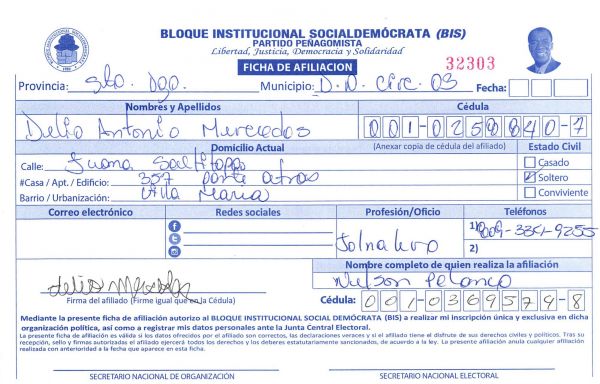 BLOQUE INSTITUCIONAL SOCIALDEMÓCRATA (BIS)
PARTIDO PEÑAGOMISTA
Libertad, Justicia, Democracia y Solidaridad
FICHA DE AFILIACION
32303
Provincia: Sto. Dgo. Municipio: D.N. Circ. 03 Fecha:
Nombres y Apellidos Cédula
Delio Antonio Mercedes 001-0258840-7
Domicilio Actual (Anexar copia de cédula del afiliado) Estado Civil
Calle: Juana Saltitopa Casado
#Casa / Apt. / Edificio: 357 parte atras Soltero
Barrio / Urbanización: Villa Maria Conviviente
Correo electrónico Redes sociales Profesión/Oficio Teléfonos
1) 809-334-9255
2)
Nombre completo de quien realiza la afiliación
Delio Mercedes Nelson Polanco
Firma del afiliado (Firme igual que en la Cédula) Cédula: 001-0369574-8
Mediante la presente ficha de afiliación autorizo al BLOQUE INSTITUCIONAL SOCIAL DEMÓCRATA (BIS) a realizar mi inscripción única y exclusiva en dicha
organización política, así como a registrar mis datos personales ante la Junta Central Electoral.
La presente ficha de afiliación es válida si los datos ofrecidos por el afiliado son correctos, las declaraciones veraces y si el afiliado tiene el disfrute de sus derechos civiles y políticos. Tras su
recepción, sello y firmas autorizadas el afiliado ejercerá todos los derechos y los deberes estatutariamente sancionados, de acuerdo a la ley. La presente afiliación anula cualquier afiliación
realizada con anterioridad a la fecha que aparece en esta ficha.
SECRETARIO NACIONAL DE ORGANIZACIÓN SECRETARIO NACIONAL ELECTORAL